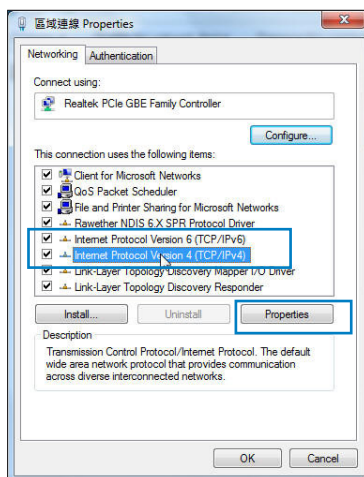 區域連線 Properties
Networking
Authentication
Connect using:
Realtek PCIe GBE Family Controller
Configure...
This connection uses the following items:
Client for Microsoft Networks
QoS Packet Scheduler
File and Printer Sharing for Microsoft Networks
Rawether NDIS 6.X SPR Protocol Driver
Internet Protocol Version 6 (TCP/IPv6)
Internet Protocol Version 4 (TCP/IPv4)
Link-Layer Topology Discovery Mapper I/O Driver
Link-Layer Topology Discovery Responder
Install...
Uninstall
Properties
Description
Transmission Control Protocol/Internet Protocol. The default
wide area network protocol that provides communication
across diverse interconnected networks.
OK
Cancel